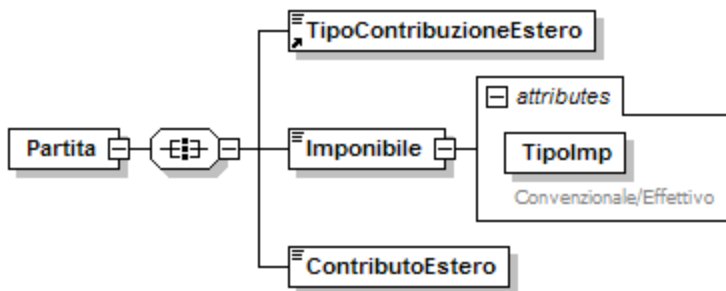 TipoContribuzioneEstero
attributes
Partita
Imponibile
TipoImp
Convenzionale/Effettivo
ContributoEstero